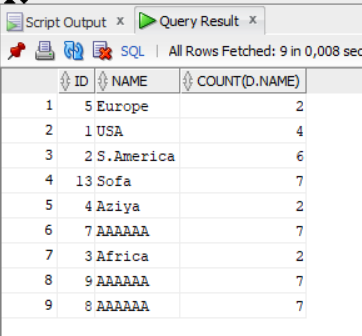 Script Output x Query Result x
SQL | All Rows Fetched: 9 in 0,008 sec
ID NAME COUNT(D.NAME)
1 5 Europe 2
2 1 USA 4
3 2 S.America 6
4 13 Sofa 7
5 4 Aziya 2
6 7 AAAAAA 7
7 3 Africa 2
8 9 AAAAAA 7
9 8 AAAAAA 7